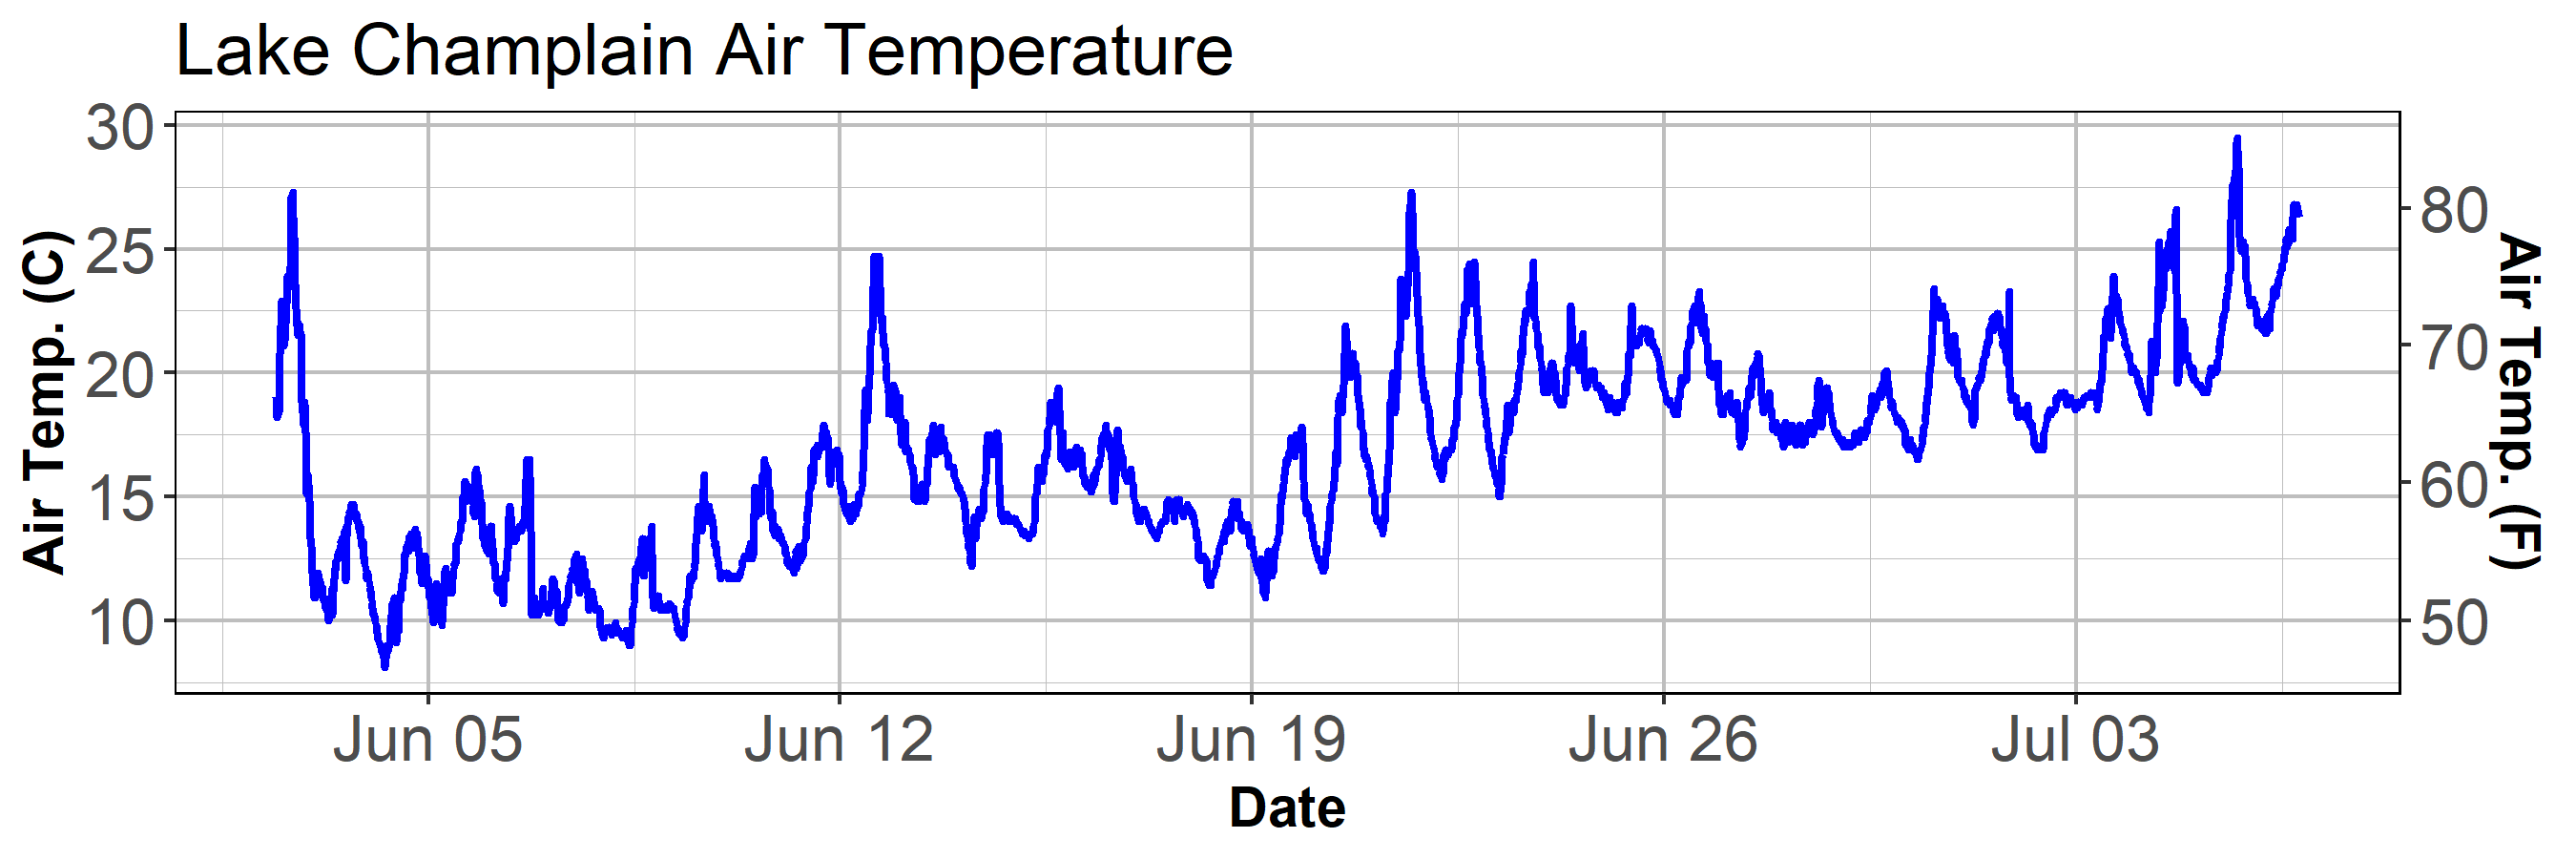 Lake Champlain Air Temperature
30
25
20
15
10
Air Temp. (C)
80
70
60
50
Air Temp. (F)
Jun 05
Jun 12
Jun 19
Jun 26
Jul 03
Date